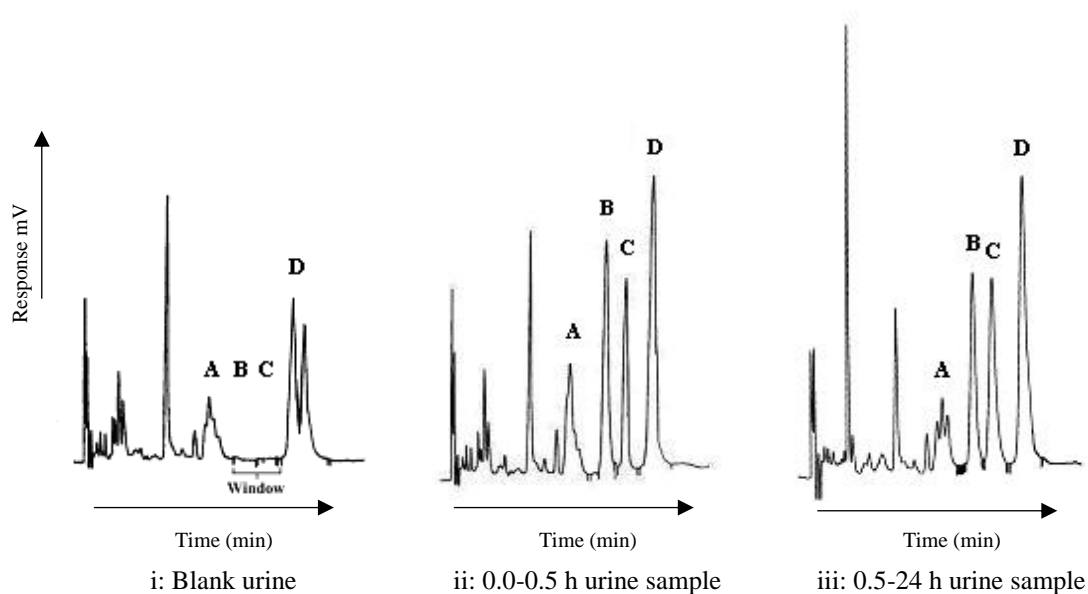 Response mV
A B C
D
Window
Time (min)
i: Blank urine
A
B
C
D
Time (min)
ii: 0.0-0.5 h urine sample
A
B C
D
Time (min)
iii: 0.5-24 h urine sample